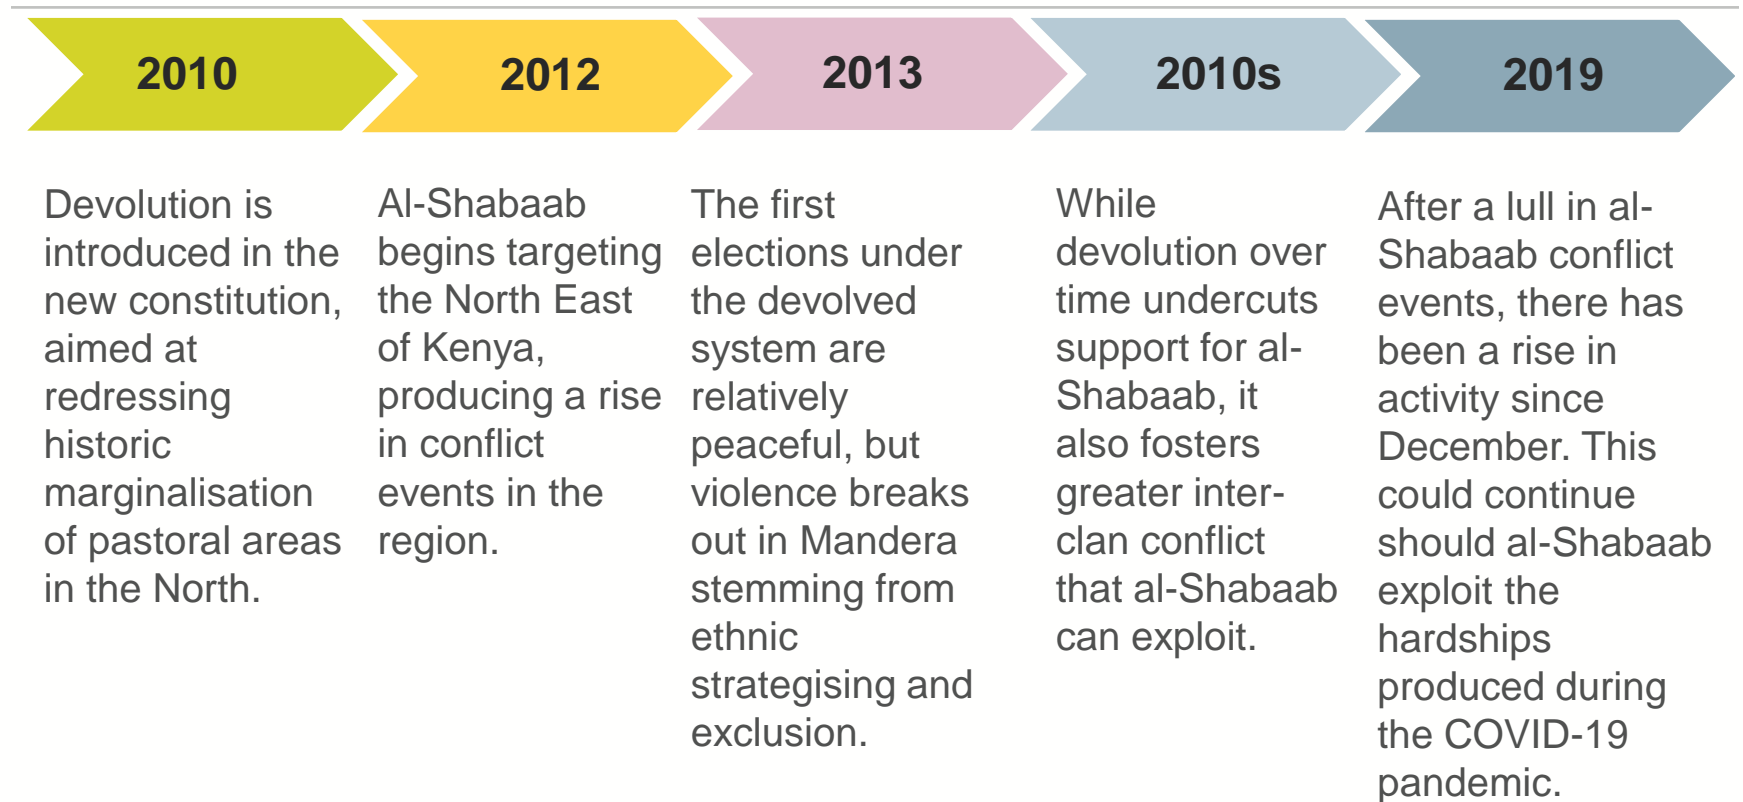 2010
Devolution is
introduced in the
new constitution,
aimed at
redressing
historic
marginalisation
of pastoral areas
in the North.
2012
Al-Shabaab
begins targeting
the North East
of Kenya,
producing a rise
in conflict
events in the
region.
2013
The first
elections under
the devolved
system are
relatively
peaceful, but
violence breaks
out in Mandera
stemming from
ethnic
strategising and
exclusion.
2010s
While
devolution over
time undercuts
support for al-
Shabaab, it
also fosters
greater inter-
clan conflict
that al-Shabaab
can exploit.
2019
After a lull in al-
Shabaab conflict
events, there has
been a rise in
activity since
December. This
could continue
should al-Shabaab
exploit the
hardships
produced during
the COVID-19
pandemic.